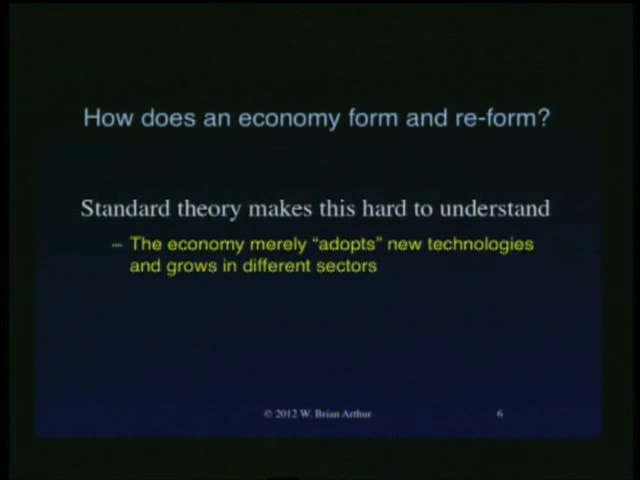 How does an economy form and re-form?
Standard theory makes this hard to understand
– The economy merely “adopts” new technologies
and grows in different sectors
© 2012 W. Brian Arthur
6